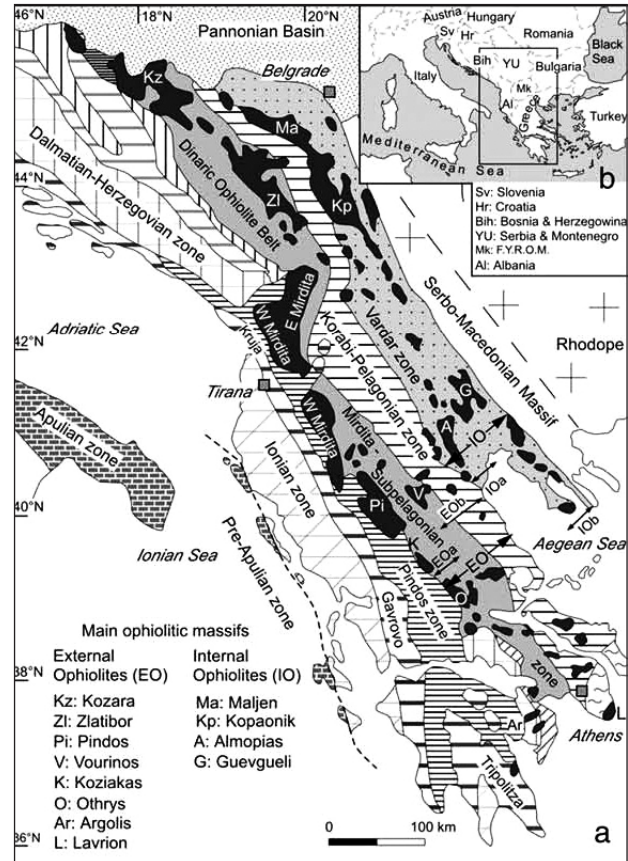 46°N
18°E
20°E
Pannonian Basin
Belgrade
Kz
Ma
Dinaric Ophiolite Belt
Dalmatian-Herzegovian zone
Zl
Kp
44°N
E Mirdita
W Mirdita
Kruja
Adriatic Sea
42°N
Tirana
Korabi-Pelagonian zone
Vardar zone
Serbo-Macedonian Massif
Rhodope
G
A
IO
W Mirdita
Mirdita - Subpelagonian zone
V
EOb
IOa
IOb
Pi
K
EOa
EO
O
Apulian zone
40°N
Ionian zone
Ionian Sea
Pre-Apulian zone
Pindos zone
Gavrovo
Aegean Sea
38°N
Ar
Athens
L
Tripolitza
36°N
Main ophiolitic massifs
External
Ophiolites (EO)
Kz: Kozara
Zl: Zlatibor
Pi: Pindos
V: Vourinos
K: Koziakas
O: Othrys
Ar: Argolis
L: Lavrion
Internal
Ophiolites (IO)
Ma: Maljen
Kp: Kopaonik
A: Almopias
G: Guevgueli
0
100 km
a
Austria
Hungary
Sv
Hr
Romania
Bih
YU
Bulgaria
Black
Sea
Italy
Mk
Al
Greece
Turkey
Mediterranean Sea
b
Sv: Slovenia
Hr: Croatia
Bih: Bosnia & Herzegowina
YU: Serbia & Montenegro
Mk: F.Y.R.O.M.
Al: Albania